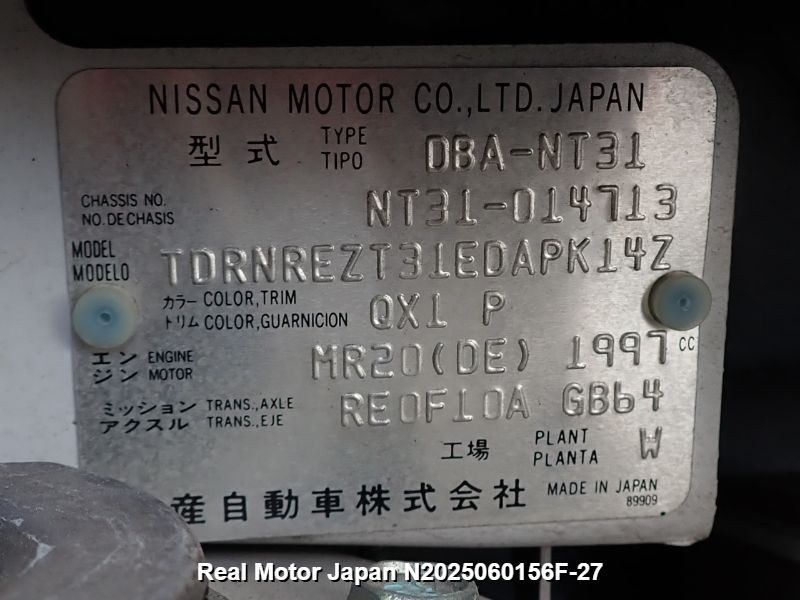 NISSAN MOTOR CO.,LTD. JAPAN
型式 TYPE TIPO DBA-NT31
CHASSIS NO. NO.DE CHASIS NT31-014713
MODEL MODELO TDRNREZT31EDAPK14Z
カラー COLOR,TRIM
トリム COLOR,GUARNICION QX1 P
エン ENGINE
ジン MOTOR MR20(DE) 1997 CC
ミッション TRANS.,AXLE
アクスル TRANS.,EJE RE0F10A GB64
工場 PLANT PLANTA W
産自動車株式会社 MADE IN JAPAN
89909
Real Motor Japan N2025060156F-27